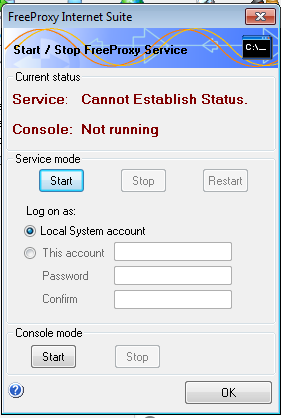 FreeProxy Internet Suite
Start / Stop FreeProxy Service
C:\_
Current status
Service: Cannot Establish Status.
Console: Not running
Service mode
Start Stop Restart
Log on as:
Local System account
This account
Password
Confirm
Console mode
Start Stop
OK